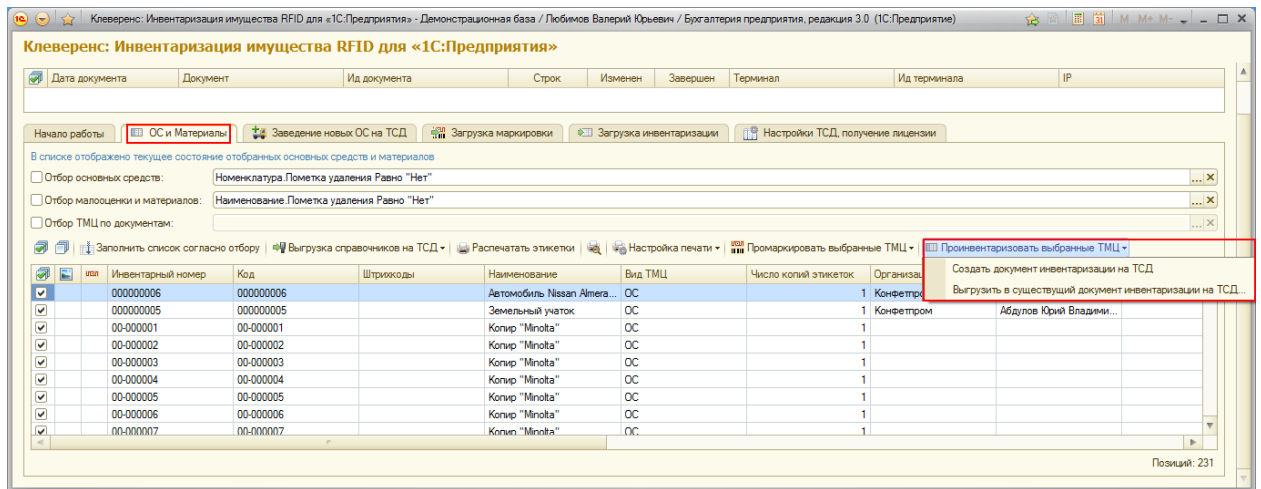 Клеверенс: Инвентаризация имущества RFID для «1С:Предприятия» - Демонстрационная база / Любимов Валерий Юрьевич / Бухгалтерия предприятия, редакция 3.0 (1С:Предприятие) M M+ M-
Клеверенс: Инвентаризация имущества RFID для «1С:Предприятия»
Дата документа Документ Ид документа Строк Изменен Завершен Терминал Ид терминала IP
Начало работы ОС и Материалы Заведение новых ОС на ТСД Загрузка маркировки Загрузка инвентаризации Настройки ТСД, получение лицензии
В списке отображено текущее состояние отобранных основных средств и материалов
Отбор основных средств: Номенклатура.Пометка удаления Равно "Нет" ... ×
Отбор малооценки и материалов: Наименование.Пометка удаления Равно "Нет" ... ×
Отбор ТМЦ по документам: ... ×
Заполнить список согласно отбору Выгрузка справочников на ТСД Распечатать этикетки Настройка печати Промаркировать выбранные ТМЦ Проинвентаризовать выбранные ТМЦ
Создать документ инвентаризации на ТСД
Выгрузить в существущий документ инвентаризации на ТСД...
Инвентарный номер Код Штрихкоды Наименование Вид ТМЦ Число копий этикеток Организац
000000006 000000006 Автомобиль Nissan Almera... ОС 1 Конфетпро
000000005 000000005 Земельный учаток ОС 1 Конфетпром Абдулов Юрий Владими...
00-000001 00-000001 Копир "Minolta" ОС 1
00-000002 00-000002 Копир "Minolta" ОС 1
00-000003 00-000003 Копир "Minolta" ОС 1
00-000004 00-000004 Копир "Minolta" ОС 1
00-000005 00-000005 Копир "Minolta" ОС 1
00-000006 00-000006 Копир "Minolta" ОС 1
00-000007 00-000007 Копир "Minolta" ОС 1
Позиций: 231